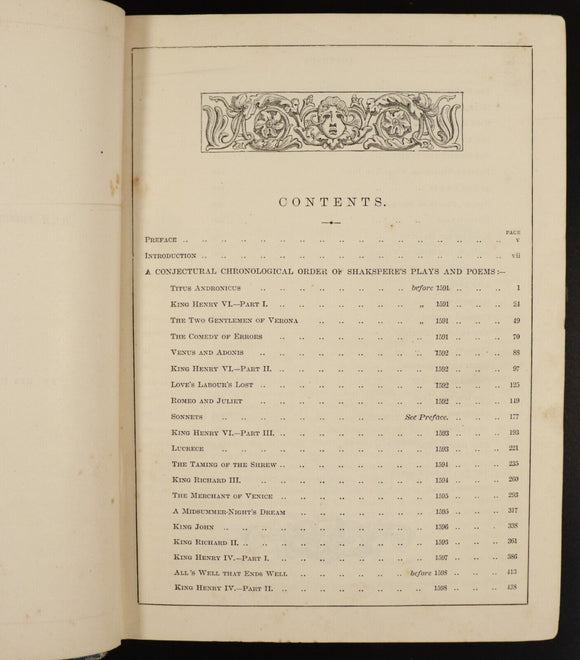 CONTENTS.
PAGE
PREFACE .. .. .. .. .. .. .. .. .. .. .. .. .. .. .. .. .. v
INTRODUCTION .. .. .. .. .. .. .. .. .. .. .. .. .. .. .. .. vii
A CONJECTURAL CHRONOLOGICAL ORDER OF SHAKSPERE'S PLAYS AND POEMS:—
TITUS ANDRONICUS .. .. .. .. .. .. .. before 1591 .. .. .. 1
KING HENRY VI.—PART I. .. .. .. .. .. .. „ 1591 .. .. .. 24
THE TWO GENTLEMEN OF VERONA .. .. .. .. .. „ 1591 .. .. .. 49
THE COMEDY OF ERRORS .. .. .. .. .. .. .. 1591 .. .. .. 70
VENUS AND ADONIS .. .. .. .. .. .. .. .. 1592 .. .. .. 88
KING HENRY VI.—PART II. .. .. .. .. .. .. .. 1592 .. .. .. 97
LOVE'S LABOUR'S LOST .. .. .. .. .. .. .. 1592 .. .. .. 125
ROMEO AND JULIET .. .. .. .. .. .. .. .. 1592 .. .. .. 149
SONNETS .. .. .. .. .. .. .. .. See Preface. .. .. .. 177
KING HENRY VI.—PART III. .. .. .. .. .. .. .. 1593 .. .. .. 193
LUCRECE .. .. .. .. .. .. .. .. .. 1593 .. .. .. 221
THE TAMING OF THE SHREW .. .. .. .. .. .. .. 1594 .. .. .. 235
KING RICHARD III. .. .. .. .. .. .. .. .. 1594 .. .. .. 260
THE MERCHANT OF VENICE .. .. .. .. .. .. .. 1595 .. .. .. 293
A MIDSUMMER-NIGHT'S DREAM .. .. .. .. .. .. 1595 .. .. .. 317
KING JOHN .. .. .. .. .. .. .. .. .. 1596 .. .. .. 338
KING RICHARD II. .. .. .. .. .. .. .. .. 1593 .. .. .. 361
KING HENRY IV.—PART I. .. .. .. .. .. .. .. 1597 .. .. .. 386
ALL'S WELL THAT ENDS WELL .. .. .. .. .. before 1598 .. .. .. 413
KING HENRY IV.—PART II. .. .. .. .. .. .. .. 1598 .. .. .. 438